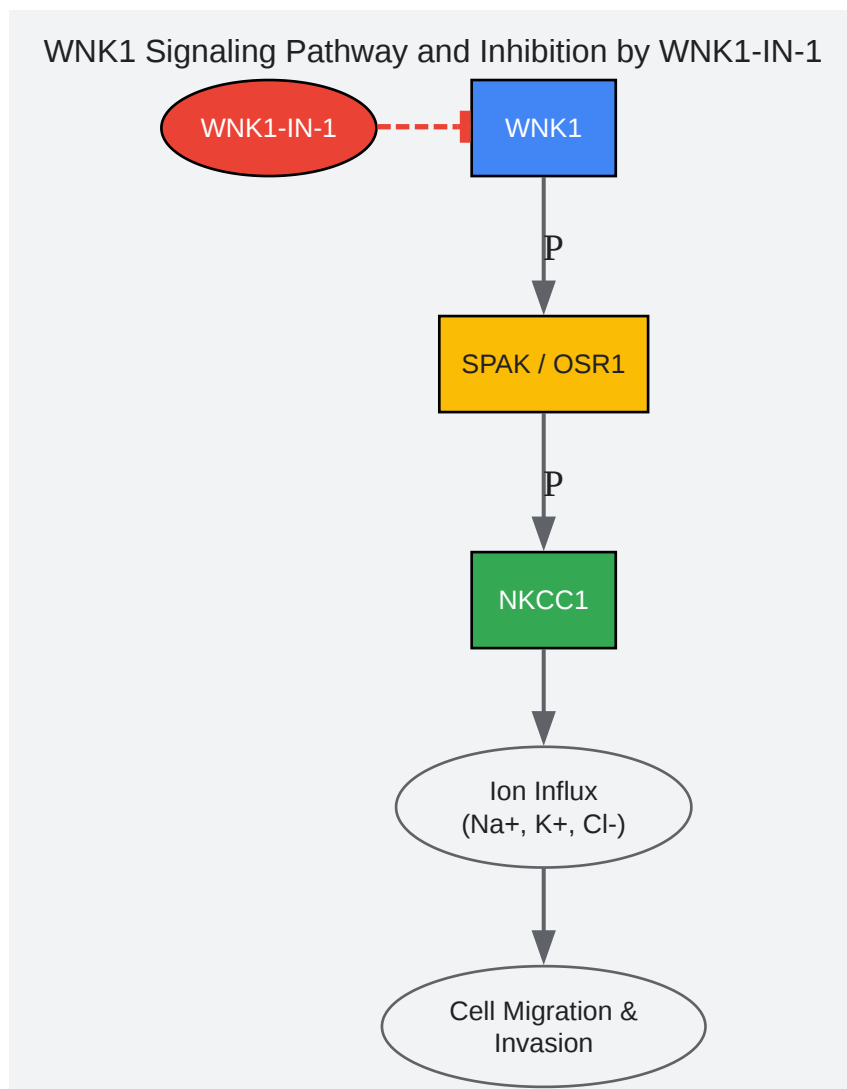 WNK1 Signaling Pathway and Inhibition by WNK1-IN-1
WNK1-IN-1
WNK1
P
SPAK / OSR1
P
NKCC1
Ion Influx
(Na+, K+, Cl-)
Cell Migration &
Invasion